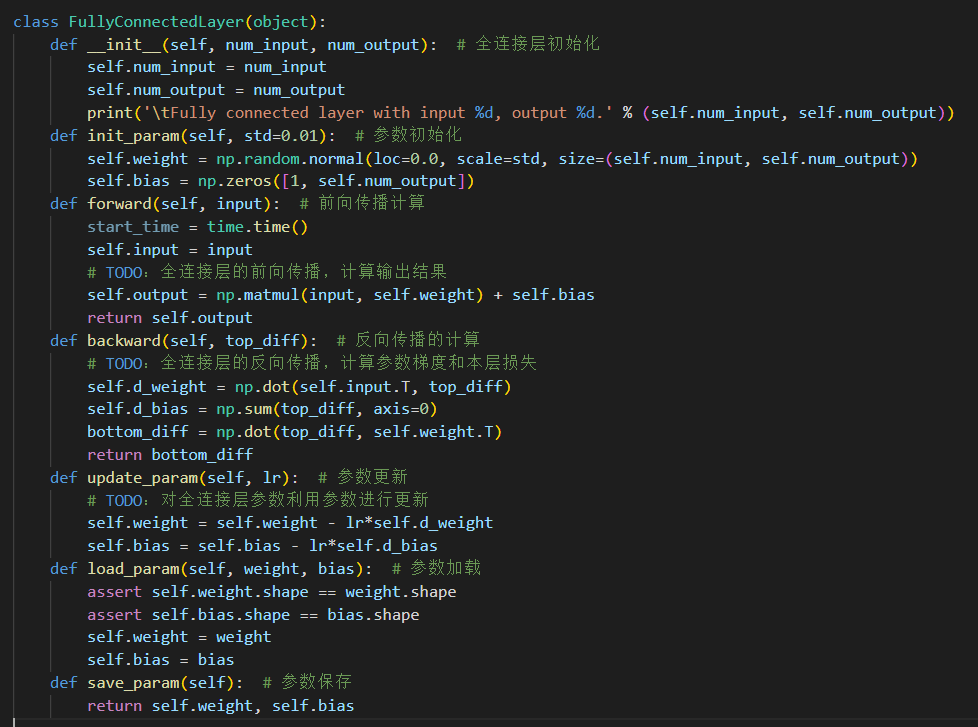 class FullyConnectedLayer(object):
    def __init__(self, num_input, num_output):  # 全连接层初始化
        self.num_input = num_input
        self.num_output = num_output
        print('\tFully connected layer with input %d, output %d.' % (self.num_input, self.num_output))
    def init_param(self, std=0.01):  # 参数初始化
        self.weight = np.random.normal(loc=0.0, scale=std, size=(self.num_input, self.num_output))
        self.bias = np.zeros([1, self.num_output])
    def forward(self, input):  # 前向传播计算
        start_time = time.time()
        self.input = input
        # TODO：全连接层的前向传播，计算输出结果
        self.output = np.matmul(input, self.weight) + self.bias
        return self.output
    def backward(self, top_diff):  # 反向传播的计算
        # TODO：全连接层的反向传播，计算参数梯度和本层损失
        self.d_weight = np.dot(self.input.T, top_diff)
        self.d_bias = np.sum(top_diff, axis=0)
        bottom_diff = np.dot(top_diff, self.weight.T)
        return bottom_diff
    def update_param(self, lr):  # 参数更新
        # TODO：对全连接层参数利用参数进行更新
        self.weight = self.weight - lr*self.d_weight
        self.bias = self.bias - lr*self.d_bias
    def load_param(self, weight, bias):  # 参数加载
        assert self.weight.shape == weight.shape
        assert self.bias.shape == bias.shape
        self.weight = weight
        self.bias = bias
    def save_param(self):  # 参数保存
        return self.weight, self.bias